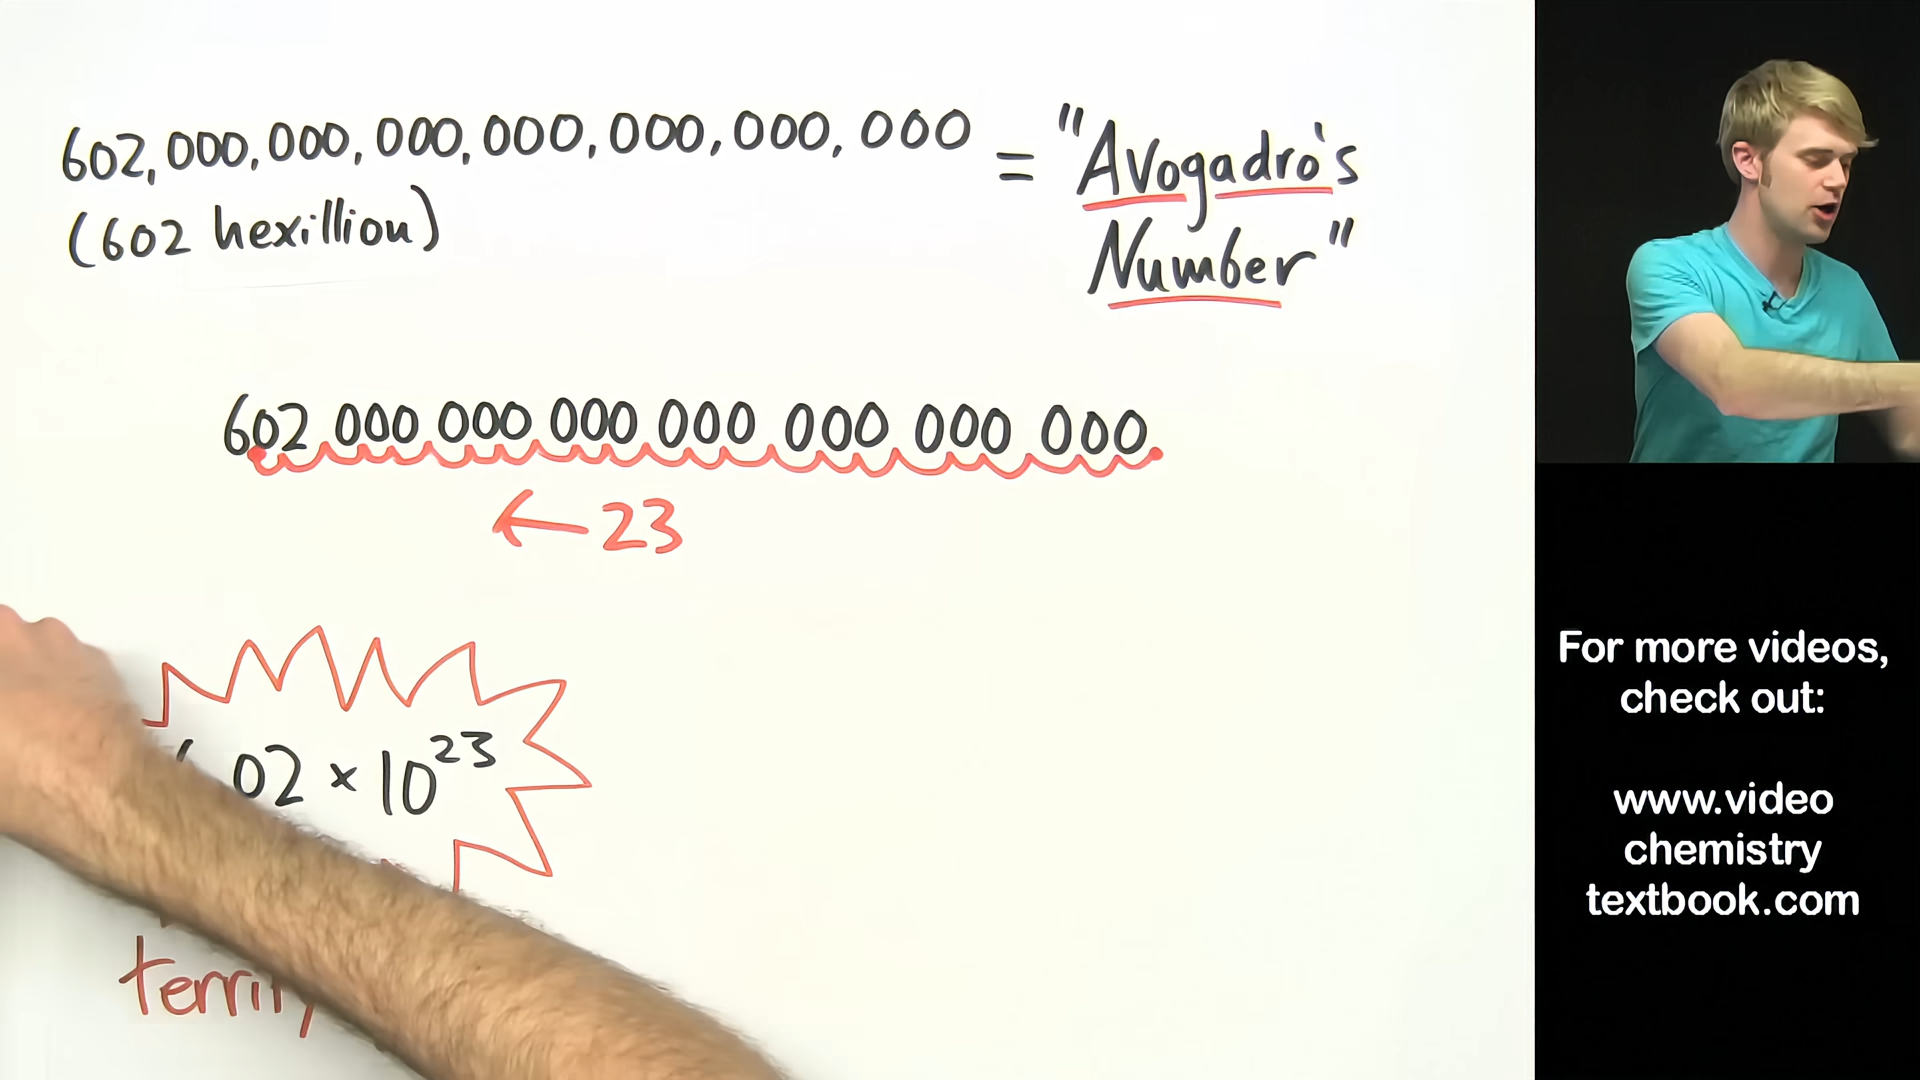 602,000,000,000,000,000,000,000 = "Avogadro's
Number"
(602 hexillion)
602 000 000 000 000 000 000 000
← 23
02 × 10²³
For more videos,
check out:
www.video
chemistry
textbook.com